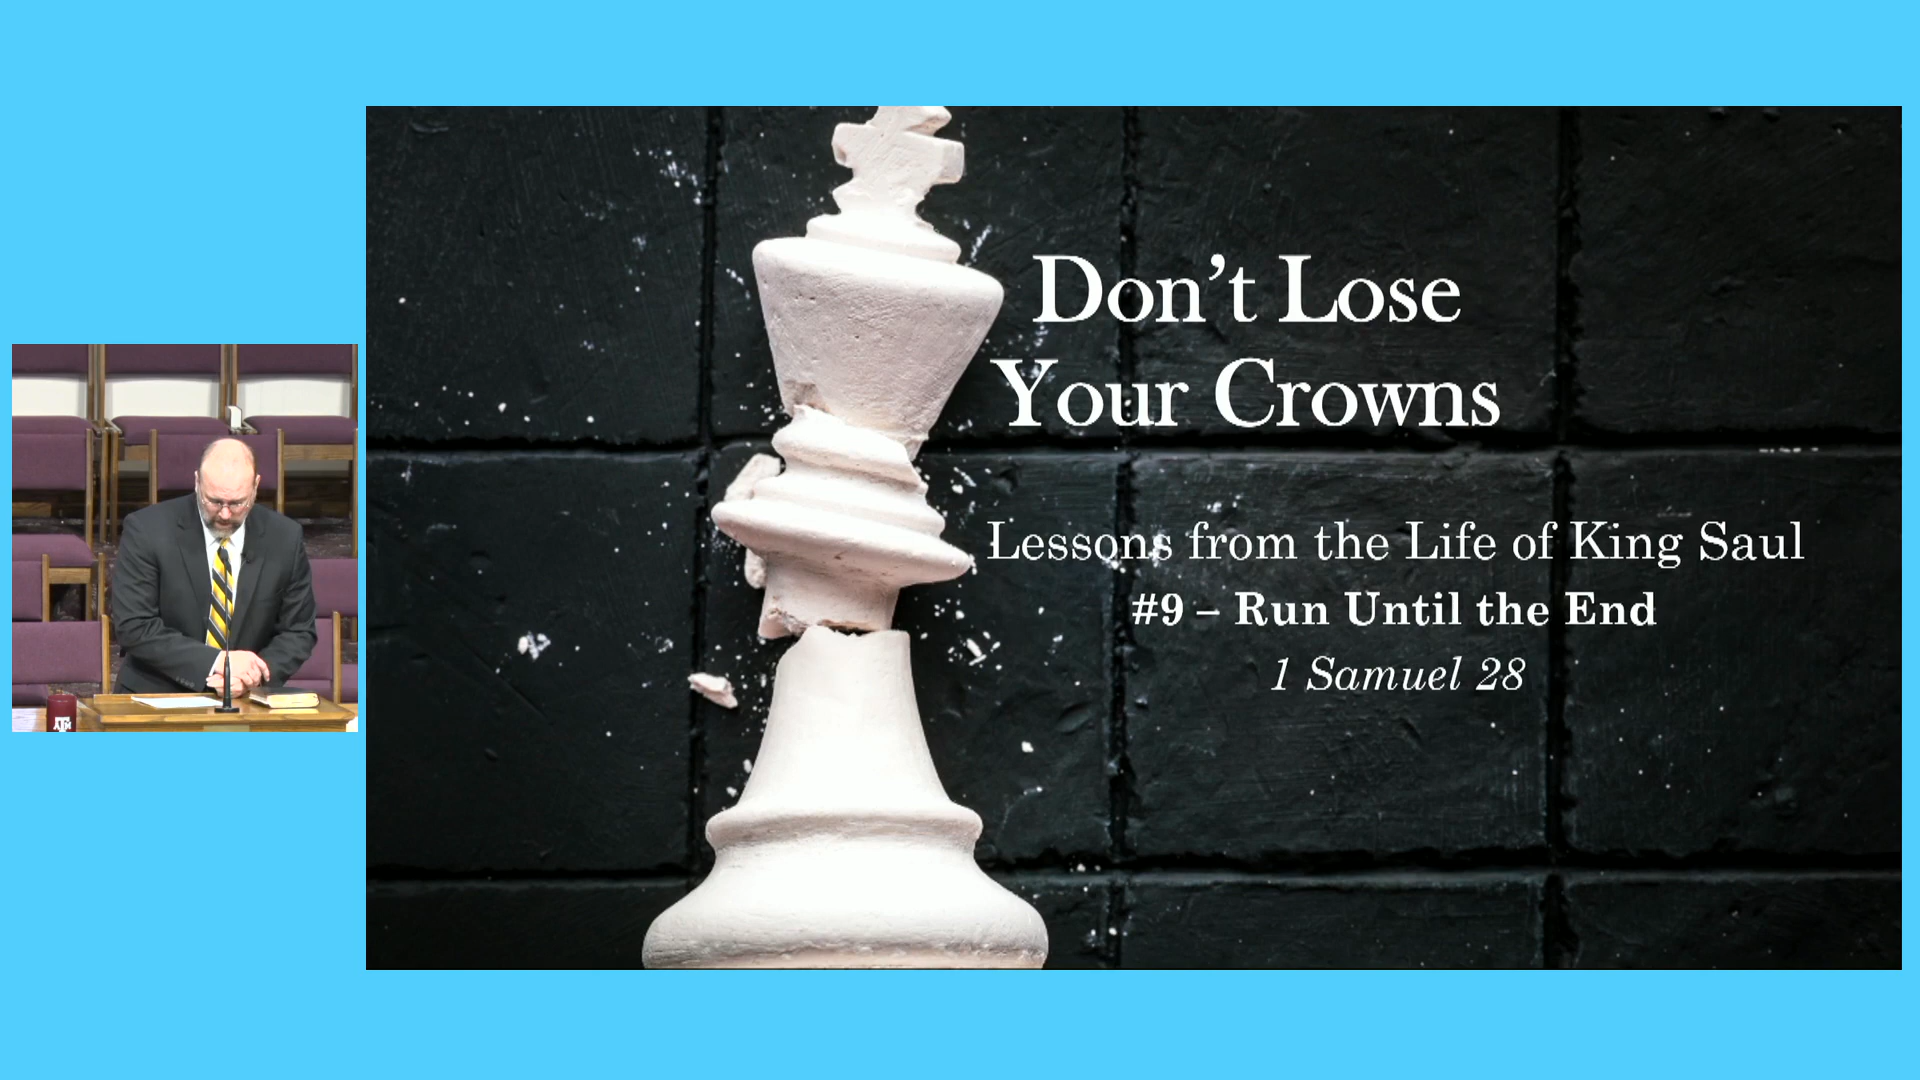 Don’t Lose
Your Crowns
Lessons from the Life of King Saul
#9 – Run Until the End
1 Samuel 28
ATM